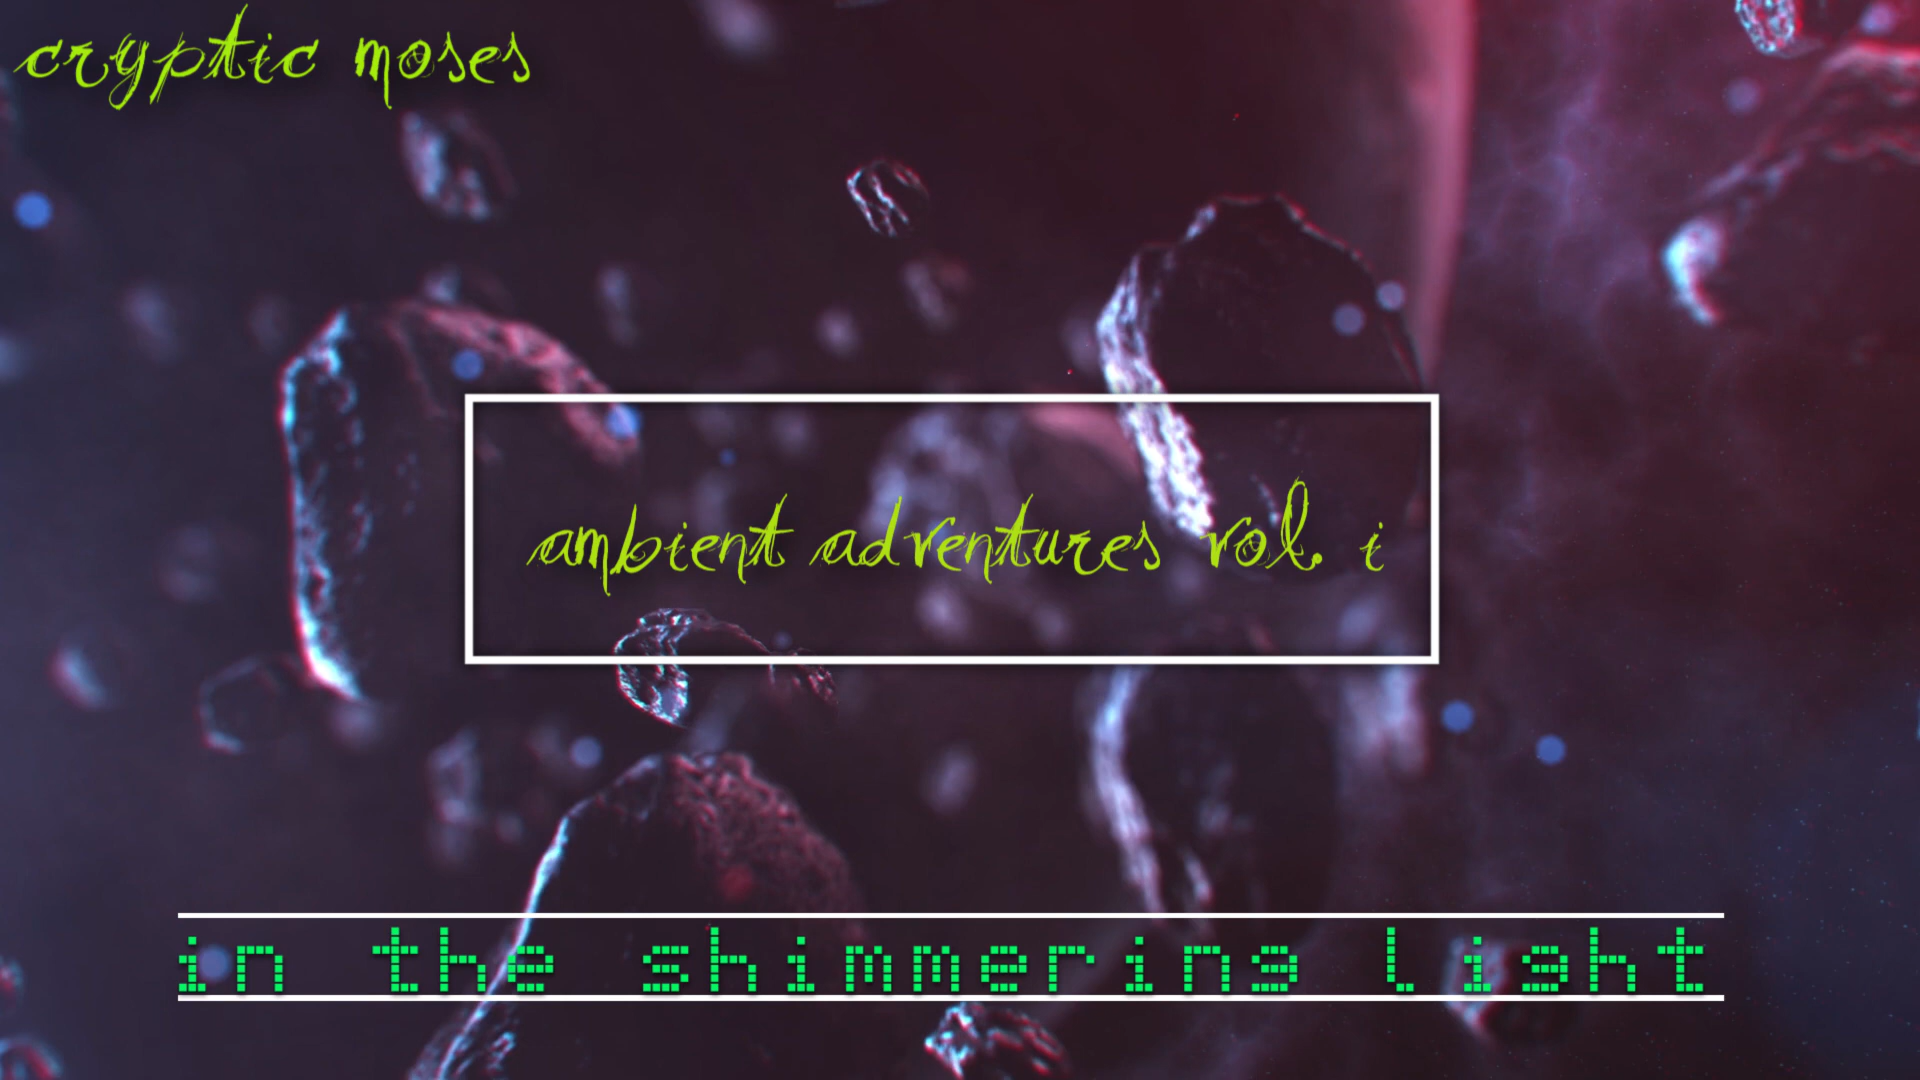 cryptic moses
ambient adventures vol. i
in the shimmering light